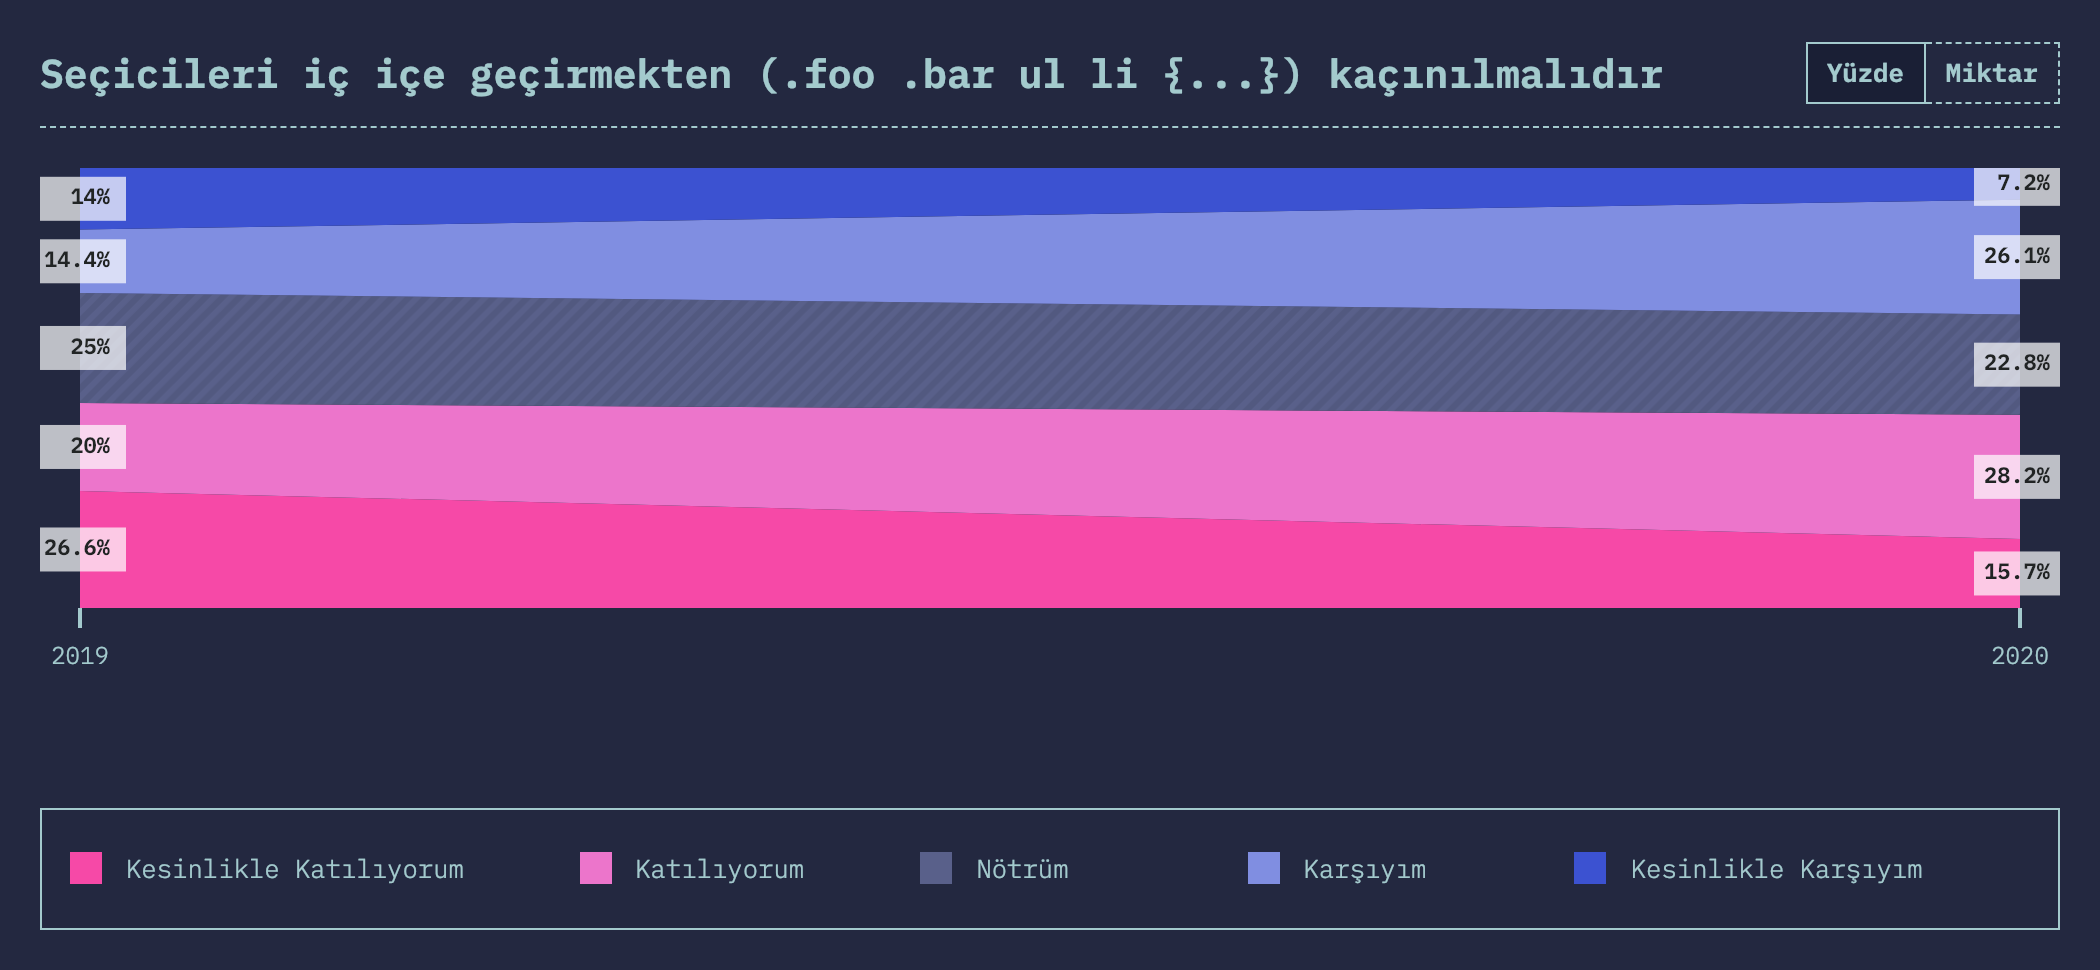 Seçicileri iç içe geçirmekten (.foo .bar ul li {...}) kaçınılmalıdır
Yüzde
Miktar
14%
7.2%
14.4%
26.1%
25%
22.8%
20%
28.2%
26.6%
15.7%
2019
2020
Kesinlikle Katılıyorum
Katılıyorum
Nötrüm
Karşıyım
Kesinlikle Karşıyım